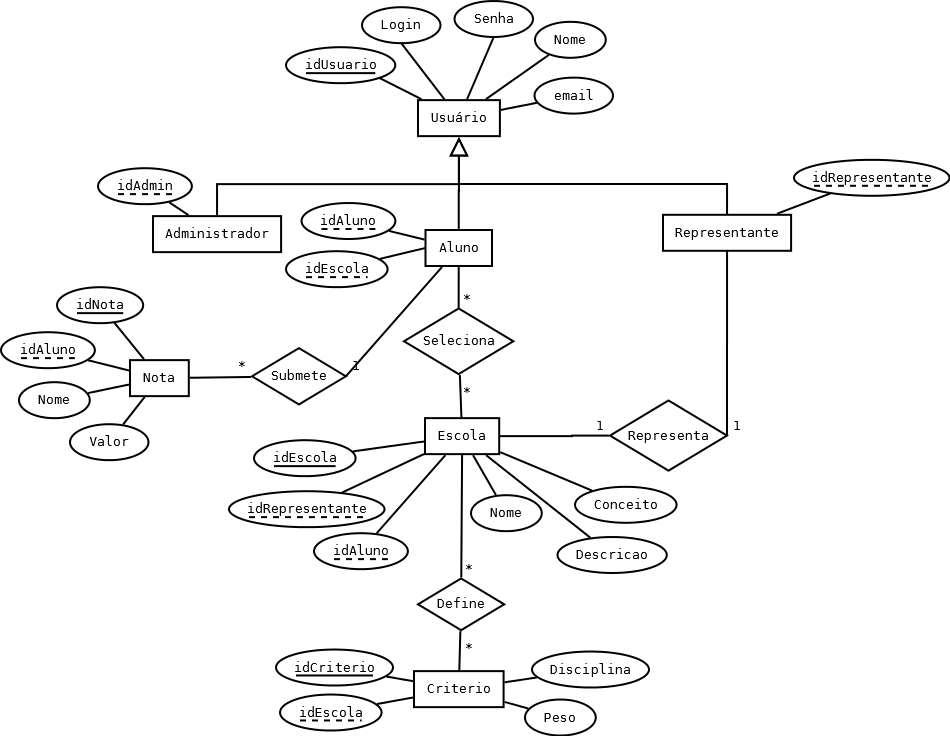 Senha
Login
Nome
idUsuario
email
Usuário
idRepresentante
idAdmin
idAluno
Administrador
Representante
Aluno
idEscola
*
idNota
Seleciona
idAluno
*
1
Submete
Nota
*
Nome
1
1
Escola
Representa
Valor
idEscola
Conceito
idRepresentante
Nome
idAluno
Descricao
*
Define
*
idCriterio
Disciplina
Criterio
idEscola
Peso